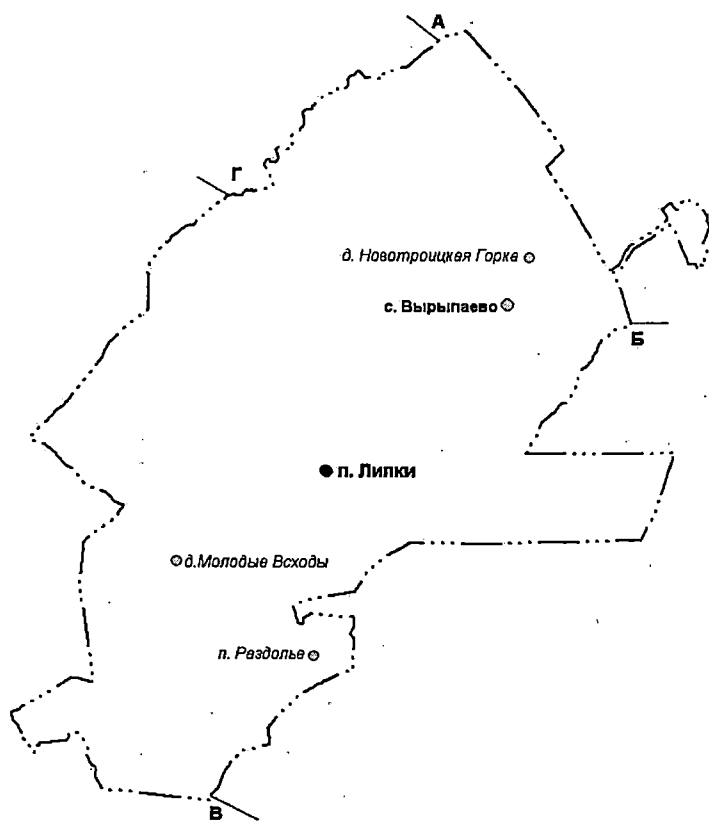 А
Г
д. Новотроицкая Горка
с. Вырыпаево
Б
п. Липки
д.Молодые Всходы
п. Раздолье
В